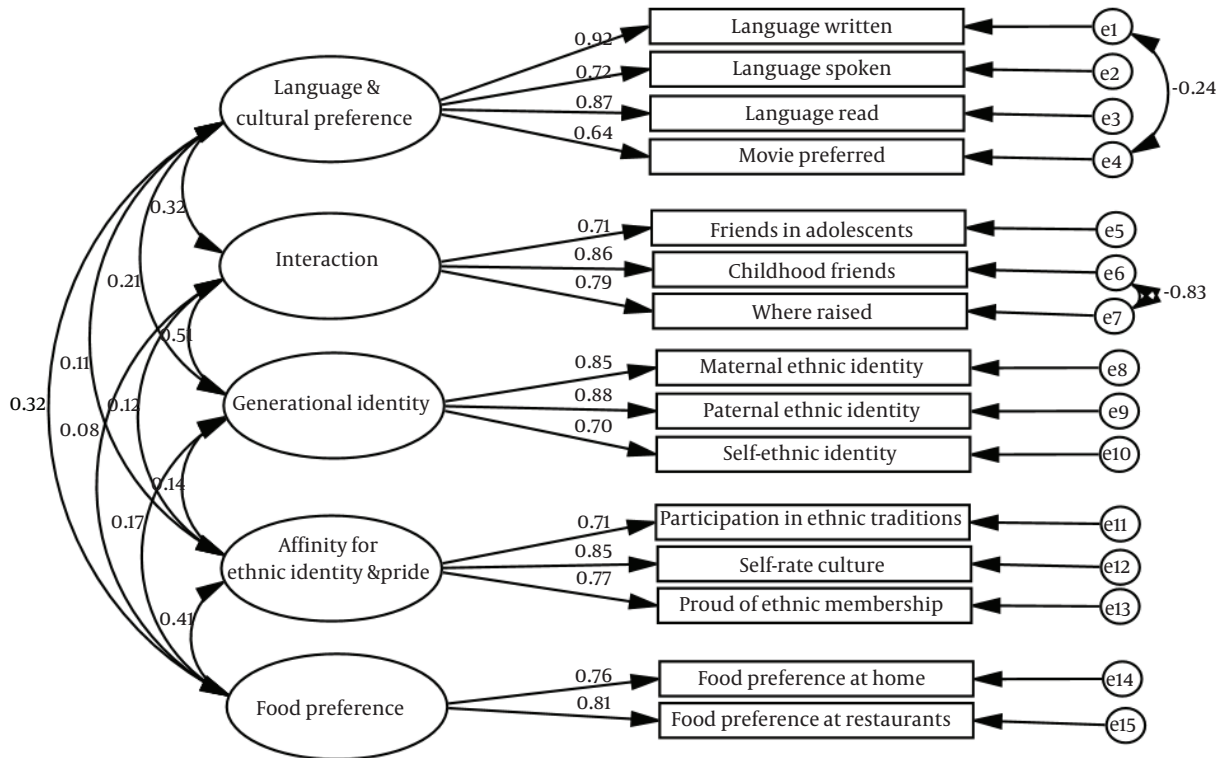 Language &
cultural preference
Interaction
Generational identity
Affinity for
ethnic identity &pride
Food preference
0.92
0.72
0.87
0.64
Language written
Language spoken
Language read
Movie preferred
e1
e2
e3
e4
-0.24
0.71
0.86
0.79
Friends in adolescents
Childhood friends
Where raised
e5
e6
e7
-0.83
0.85
0.88
0.70
Maternal ethnic identity
Paternal ethnic identity
Self-ethnic identity
e8
e9
e10
0.71
0.85
0.77
Participation in ethnic traditions
Self-rate culture
Proud of ethnic membership
e11
e12
e13
0.76
0.81
Food preference at home
Food preference at restaurants
e14
e15
0.32
0.21
0.51
0.11
0.32
0.12
0.08
0.14
0.17
0.41